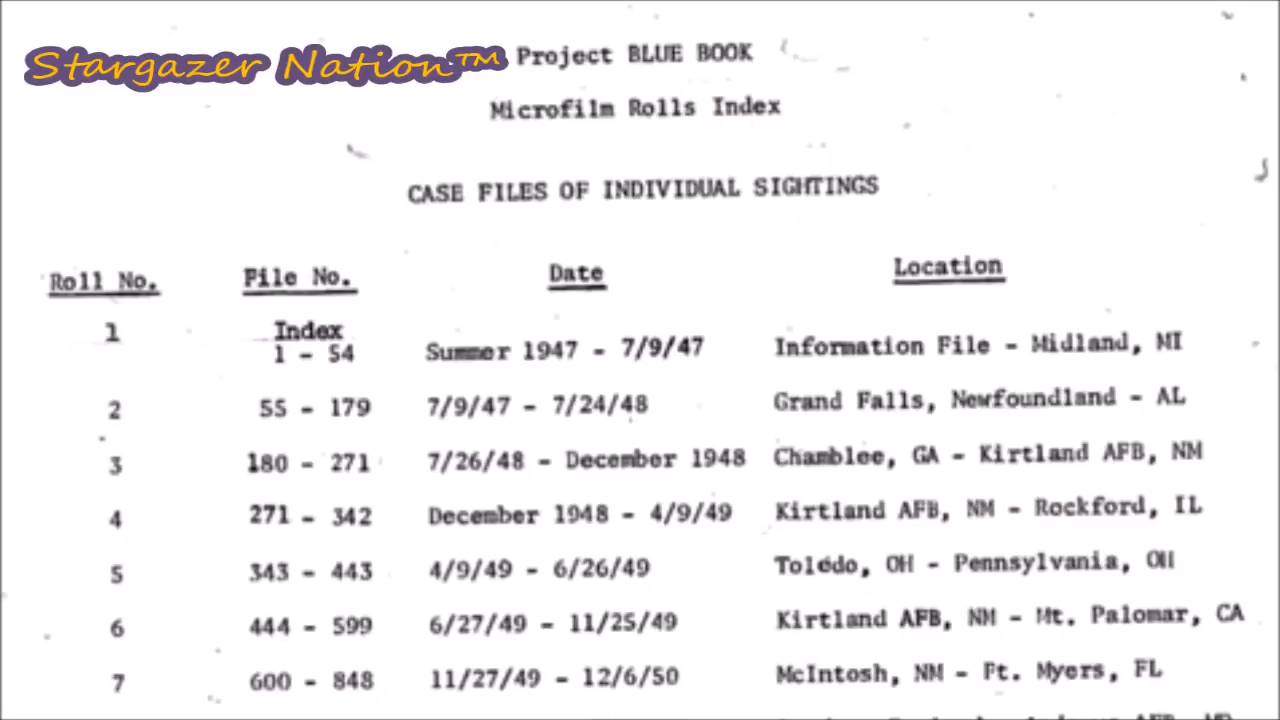 Stargazer Nation™
Project BLUE BOOK
Microfilm Rolls Index
CASE FILES OF INDIVIDUAL SIGHTINGS
Roll No. File No. Date Location
1 Index
1 - 54 Summer 1947 - 7/9/47 Information File - Midland, MI
2 55 - 179 7/9/47 - 7/24/48 Grand Falls, Newfoundland - AL
3 180 - 271 7/26/48 - December 1948 Chamblee, GA - Kirtland AFB, NM
4 271 - 342 December 1948 - 4/9/49 Kirtland AFB, NM - Rockford, IL
5 343 - 443 4/9/49 - 6/26/49 Toledo, OH - Pennsylvania, OH
6 444 - 599 6/27/49 - 11/25/49 Kirtland AFB, NM - Mt. Palomar, CA
7 600 - 848 11/27/49 - 12/6/50 McIntosh, NM - Ft. Myers, FL